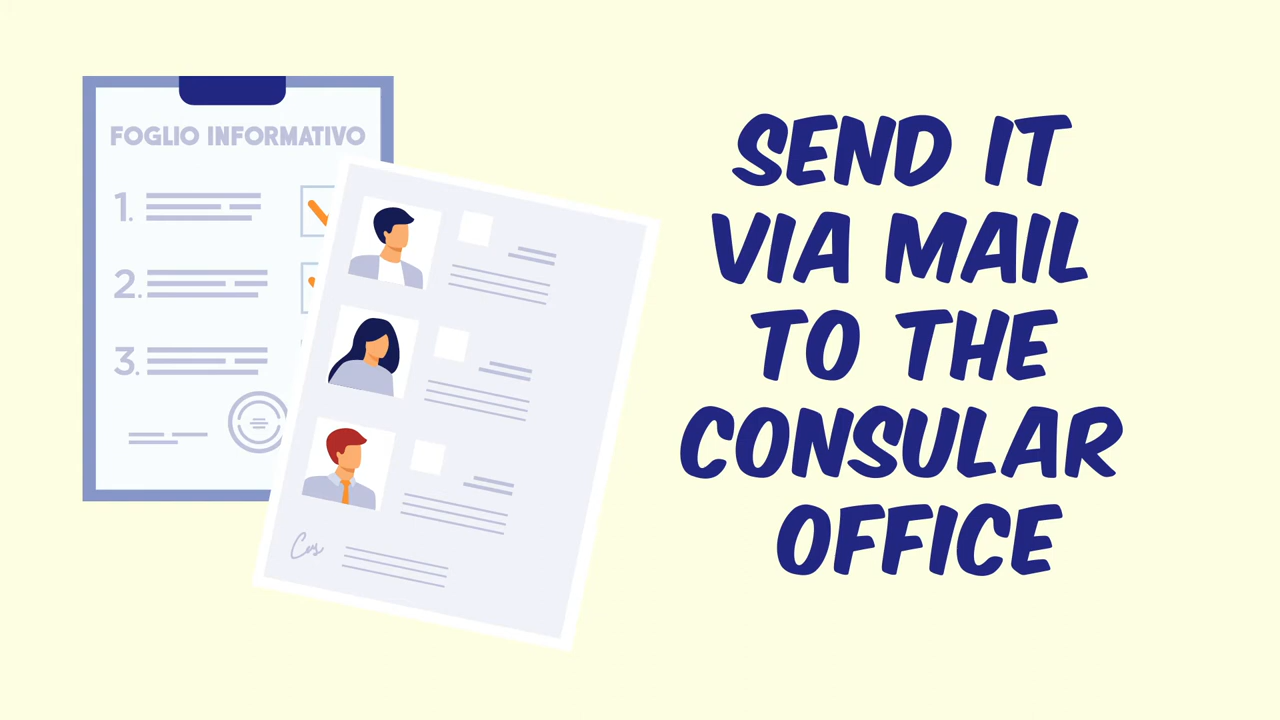 FOGLIO INFORMATIVO
1.
2.
3.
SEND IT
VIA MAIL
TO THE
CONSULAR
OFFICE